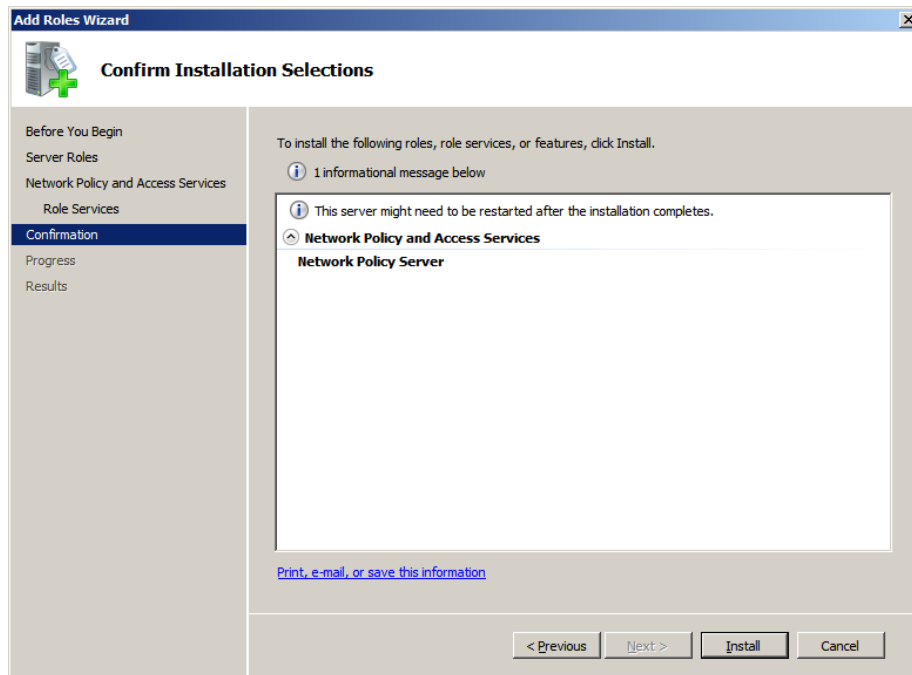 Add Roles Wizard
Confirm Installation Selections
Before You Begin
Server Roles
Network Policy and Access Services
Role Services
Confirmation
Progress
Results
To install the following roles, role services, or features, click Install.
1 informational message below
This server might need to be restarted after the installation completes.
Network Policy and Access Services
Network Policy Server
Print, e-mail, or save this information
< Previous
Next >
Install
Cancel